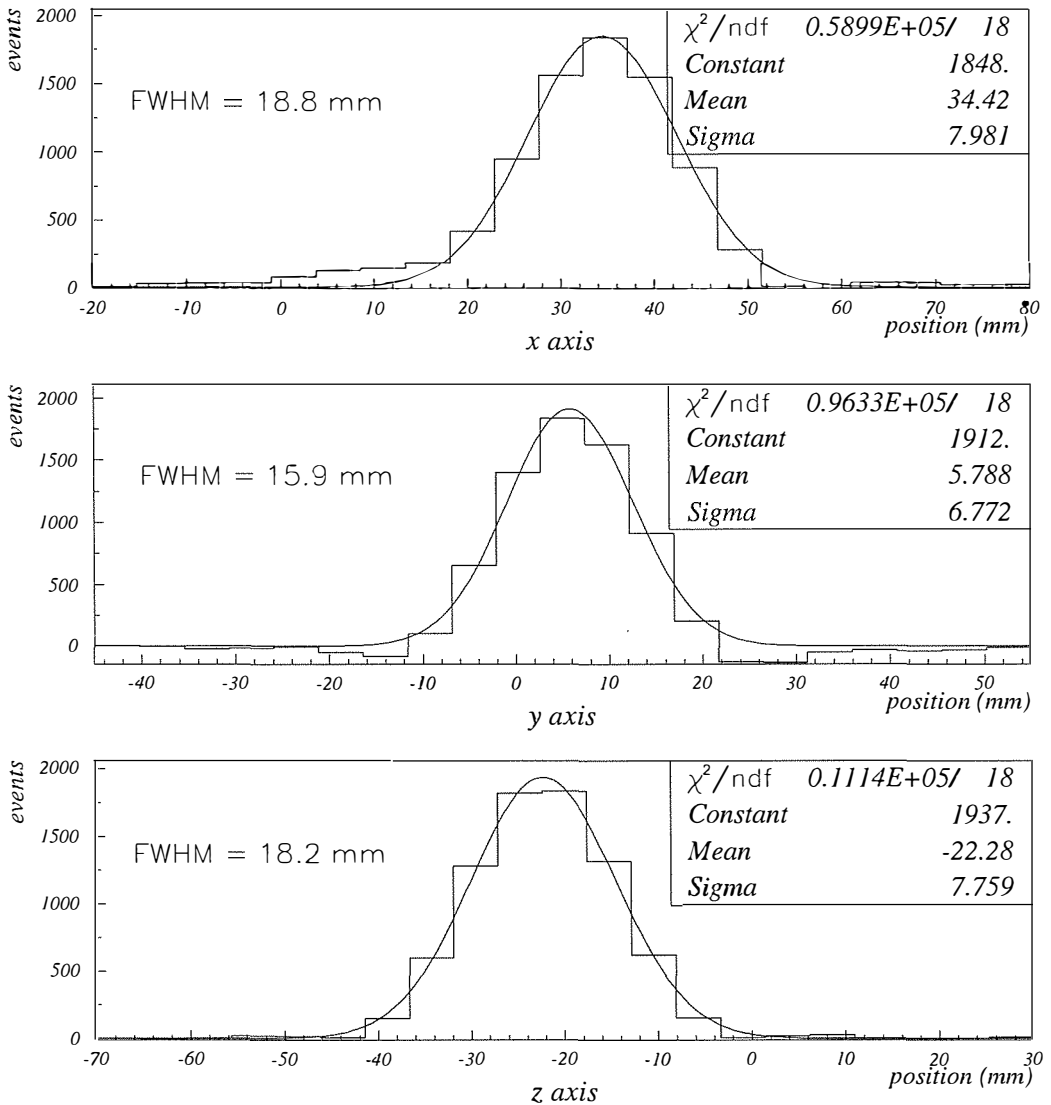 events
2000
1500
1000
500
0
FWHM = 18.8 mm
χ²/ndf 0.5899E+05/ 18
Constant 1848.
Mean 34.42
Sigma 7.981
-20 -10 0 10 20 30 40 50 60 70 80
position (mm)
x axis
events
2000
1500
1000
500
0
FWHM = 15.9 mm
χ²/ndf 0.9633E+05/ 18
Constant 1912.
Mean 5.788
Sigma 6.772
-40 -30 -20 -10 0 10 20 30 40 50
position (mm)
y axis
events
2000
1500
1000
500
0
FWHM = 18.2 mm
χ²/ndf 0.1114E+05/ 18
Constant 1937.
Mean -22.28
Sigma 7.759
-70 -60 -50 -40 -30 -20 -10 0 10 20 30
position (mm)
z axis